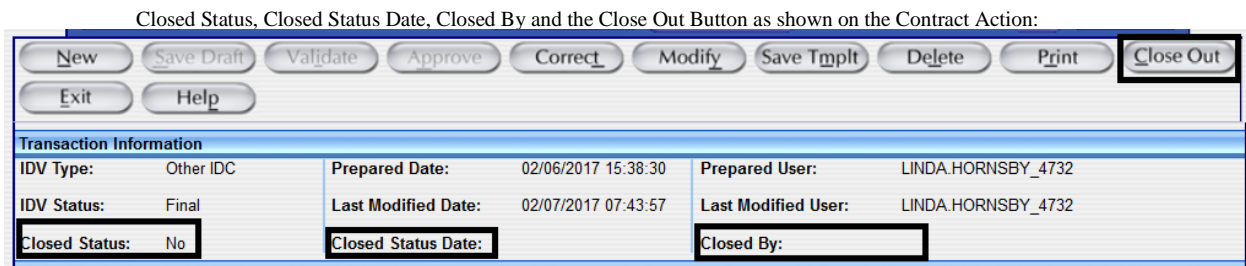 Closed Status, Closed Status Date, Closed By and the Close Out Button as shown on the Contract Action:
New Save Draft Validate Approve Correct Modify Save Tmplt Delete Print Close Out
Exit Help
Transaction Information
IDV Type: Other IDC Prepared Date: 02/06/2017 15:38:30 Prepared User: LINDA.HORNSBY_4732
IDV Status: Final Last Modified Date: 02/07/2017 07:43:57 Last Modified User: LINDA.HORNSBY_4732
Closed Status: No Closed Status Date: Closed By: